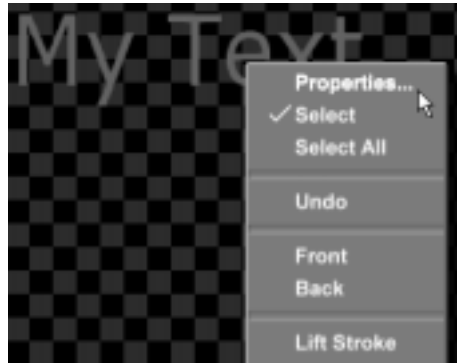 My Text
Properties...
Select
Select All
Undo
Front
Back
Lift Stroke